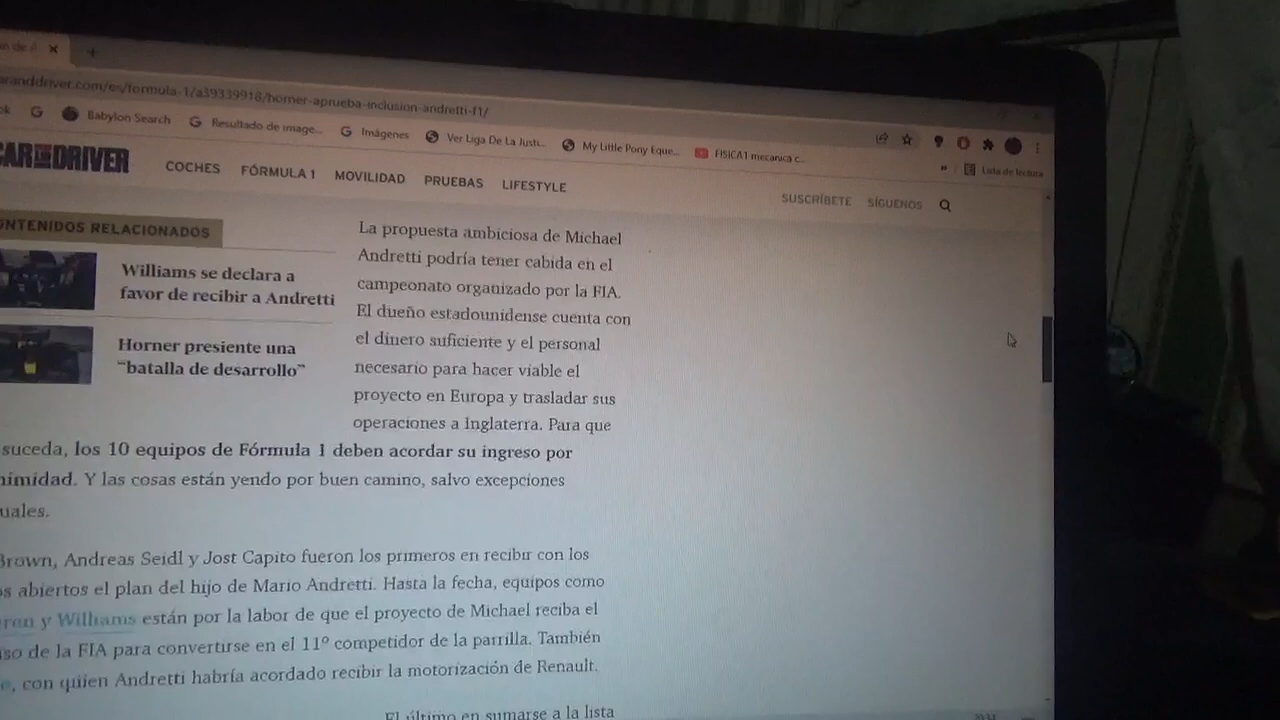 aranddriver.com/es/formula-1/a39339918/horner-aprueba-inclusion-andretti-f1/
Babylon Search
Resultado de image...
Imágenes
Ver Liga De La Justi...
My Little Pony Eque...
FISICA1 mecanica c...
Lista de lectura
CAR AND DRIVER
COCHES
FÓRMULA 1
MOVILIDAD
PRUEBAS
LIFESTYLE
SUSCRÍBETE
SÍGUENOS
ONTENIDOS RELACIONADOS
Williams se declara a
favor de recibir a Andretti
Horner presiente una
"batalla de desarrollo"
La propuesta ambiciosa de Michael
Andretti podría tener cabida en el
campeonato organizado por la FIA.
El dueño estadounidense cuenta con
el dinero suficiente y el personal
necesario para hacer viable el
proyecto en Europa y trasladar sus
operaciones a Inglaterra. Para que
suceda, los 10 equipos de Fórmula 1 deben acordar su ingreso por
nimidad. Y las cosas están yendo por buen camino, salvo excepciones
uales.
Brown, Andreas Seidl y Jost Capito fueron los primeros en recibir con los
os abiertos el plan del hijo de Mario Andretti. Hasta la fecha, equipos como
ren y Williams están por la labor de que el proyecto de Michael reciba el
so de la FIA para convertirse en el 11º competidor de la parrilla. También
e, con quien Andretti habría acordado recibir la motorización de Renault.
El último en sumarse a la lista